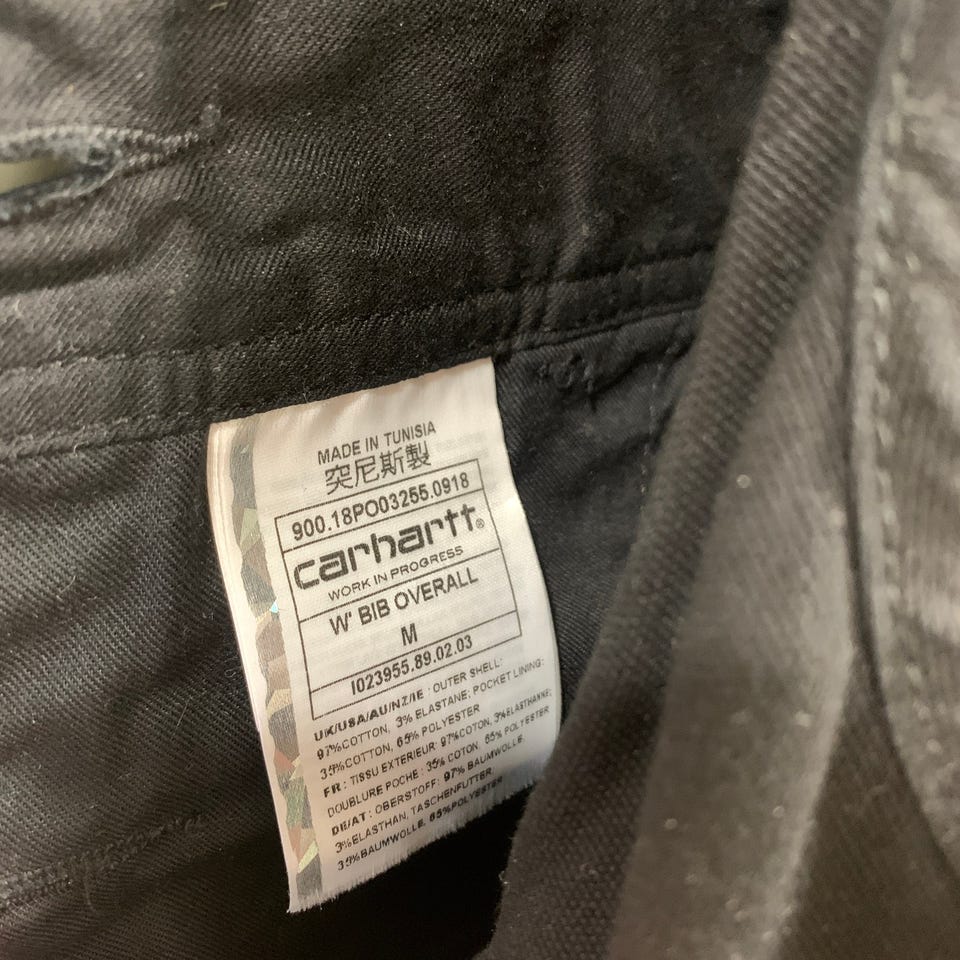 MADE IN TUNISIA
突尼斯製
900.18PO03255.0918
carhartt®
WORK IN PROGRESS
W' BIB OVERALL
M
I023955.89.02.03
UK/USA/AU/NZ/IE : OUTER SHELL:
97%COTTON, 3% ELASTANE; POCKET LINING:
35%COTTON, 65% POLYESTER
FR : TISSU EXTERIEUR: 97%COTON, 3%ELASTHANNE;
DOUBLURE POCHE : 35% COTON, 65% POLYESTER
DE/AT : OBERSTOFF: 97% BAUMWOLLE,
3%ELASTHAN, TASCHENFUTTER:
35%BAUMWOLLE, 65%POLYESTER